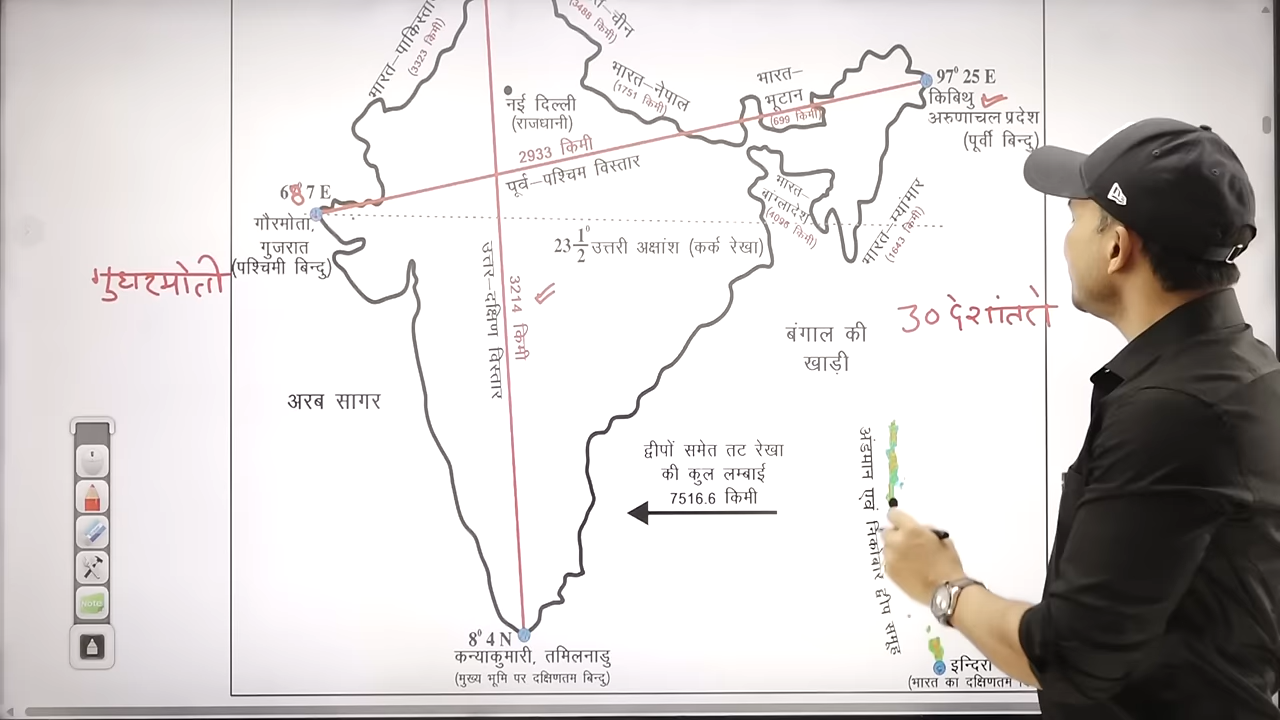 भारत–पाकिस्ता
(3323 किमी)
त–चीन
(3488 किमी)
भारत–नेपाल
(1751 किमी)
भारत–
भूटान
(699 किमी)
97° 25 E
किबिथु
अरुणाचल प्रदेश
(पूर्वी बिन्दु)
नई दिल्ली
(राजधानी)
2933 किमी
पूर्व–पश्चिम विस्तार
68 7 E
गौरमोता,
गुजरात
(पश्चिमी बिन्दु)
गुघरमोती
23 1°/2 उत्तरी अक्षांश (कर्क रेखा)
भारत–
बांग्लादेश
(4096 किमी)
भारत–म्यांमार
(1643 किमी)
उत्तर–दक्षिण विस्तार
3214 किमी
30 देशांतरो
बंगाल की
खाड़ी
अरब सागर
द्वीपों समेत तट रेखा
की कुल लम्बाई
7516.6 किमी
अंडमान एवं निकोबार द्वीप समूह
8° 4 N
कन्याकुमारी, तमिलनाडु
(मुख्य भूमि पर दक्षिणतम बिन्दु)
इन्दिरा
(भारत का दक्षिणतम
Note